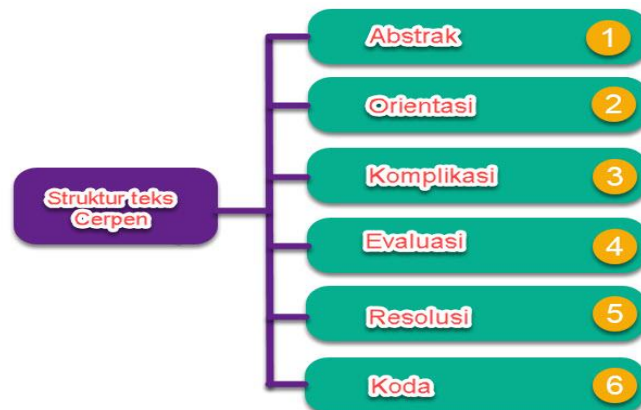 Struktur teks
Cerpen
Abstrak 1
Orientasi 2
Komplikasi 3
Evaluasi 4
Resolusi 5
Koda 6